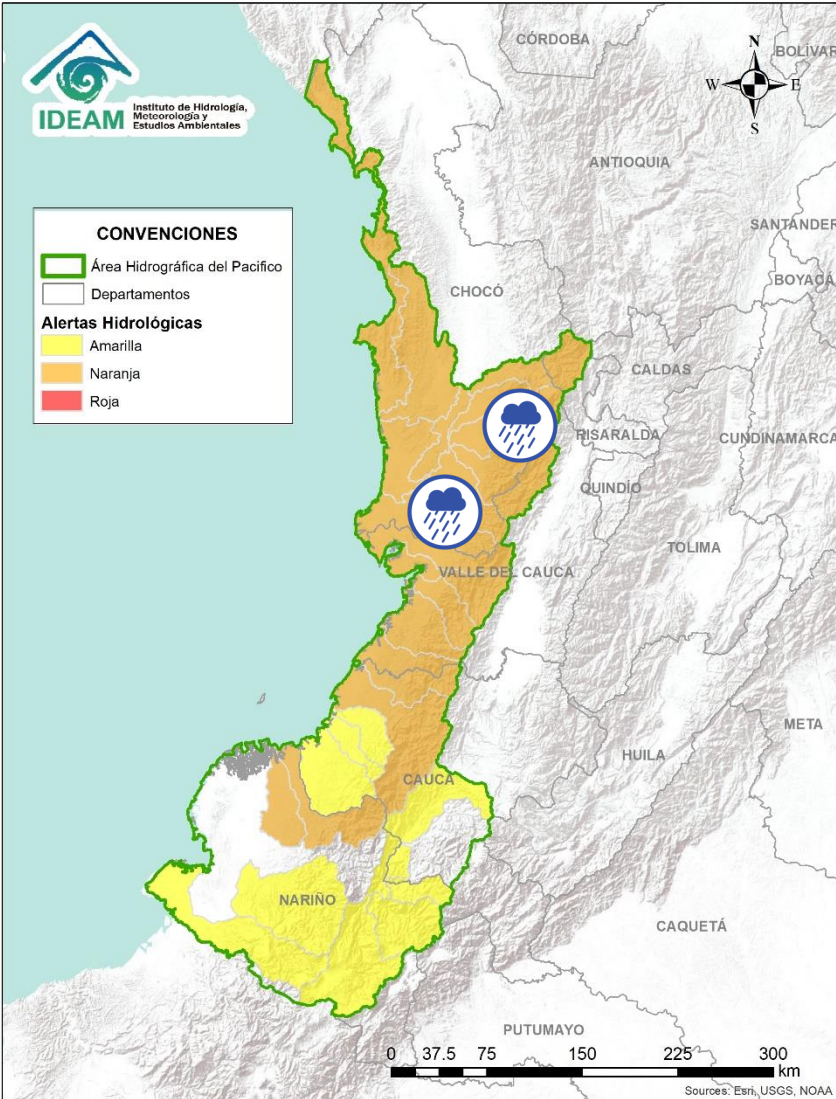 IDEAM
Instituto de Hidrología,
Meteorología y
Estudios Ambientales
CONVENCIONES
Área Hidrográfica del Pacifico
Departamentos
Alertas Hidrológicas
Amarilla
Naranja
Roja
N
W
E
S
CÓRDOBA
BOLÍVAR
ANTIOQUIA
SANTANDER
BOYACÁ
CHOCÓ
CALDAS
RISARALDA
CUNDINAMARCA
QUINDÍO
TOLIMA
VALLE DEL CAUCA
META
HUILA
CAUCA
NARIÑO
CAQUETÁ
PUTUMAYO
0 37.5 75 150 225 300
km
Sources: Esri, USGS, NOAA